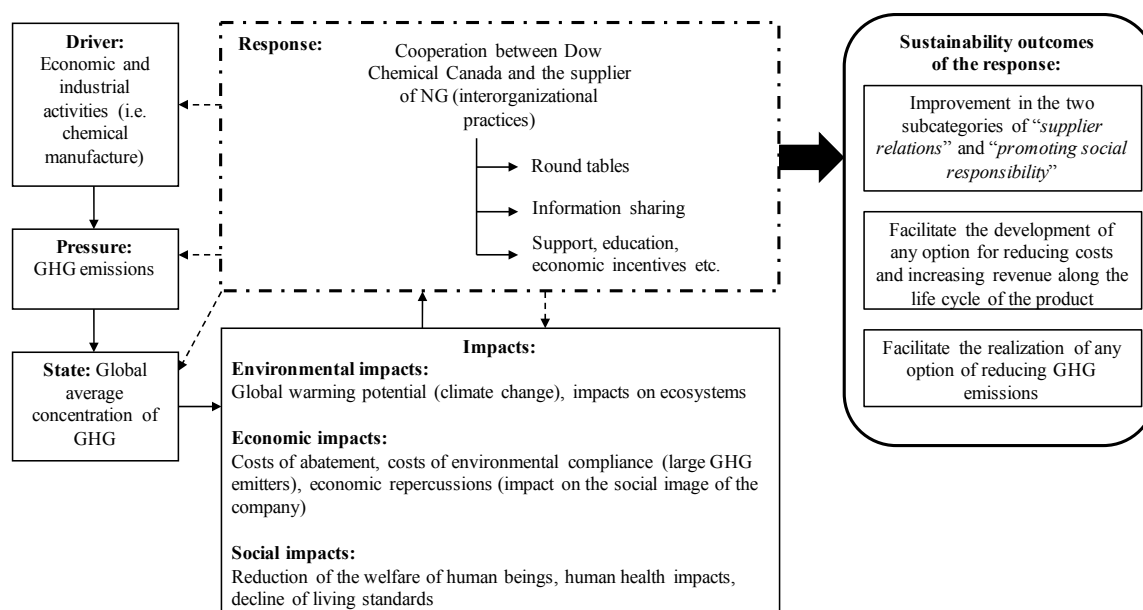 Driver:
Economic and
industrial
activities (i.e.
chemical
manufacture)
Pressure:
GHG emissions
State: Global
average
concentration of
GHG
Response:
Cooperation between Dow
Chemical Canada and the supplier
of NG (interorganizational
practices)
Round tables
Information sharing
Support, education,
economic incentives etc.
Impacts:
Environmental impacts:
Global warming potential (climate change), impacts on ecosystems
Economic impacts:
Costs of abatement, costs of environmental compliance (large GHG
emitters), economic repercussions (impact on the social image of the
company)
Social impacts:
Reduction of the welfare of human beings, human health impacts,
decline of living standards
Sustainability outcomes
of the response:
Improvement in the two
subcategories of “supplier
relations” and “promoting social
responsibility”
Facilitate the development of
any option for reducing costs
and increasing revenue along the
life cycle of the product
Facilitate the realization of any
option of reducing GHG
emissions